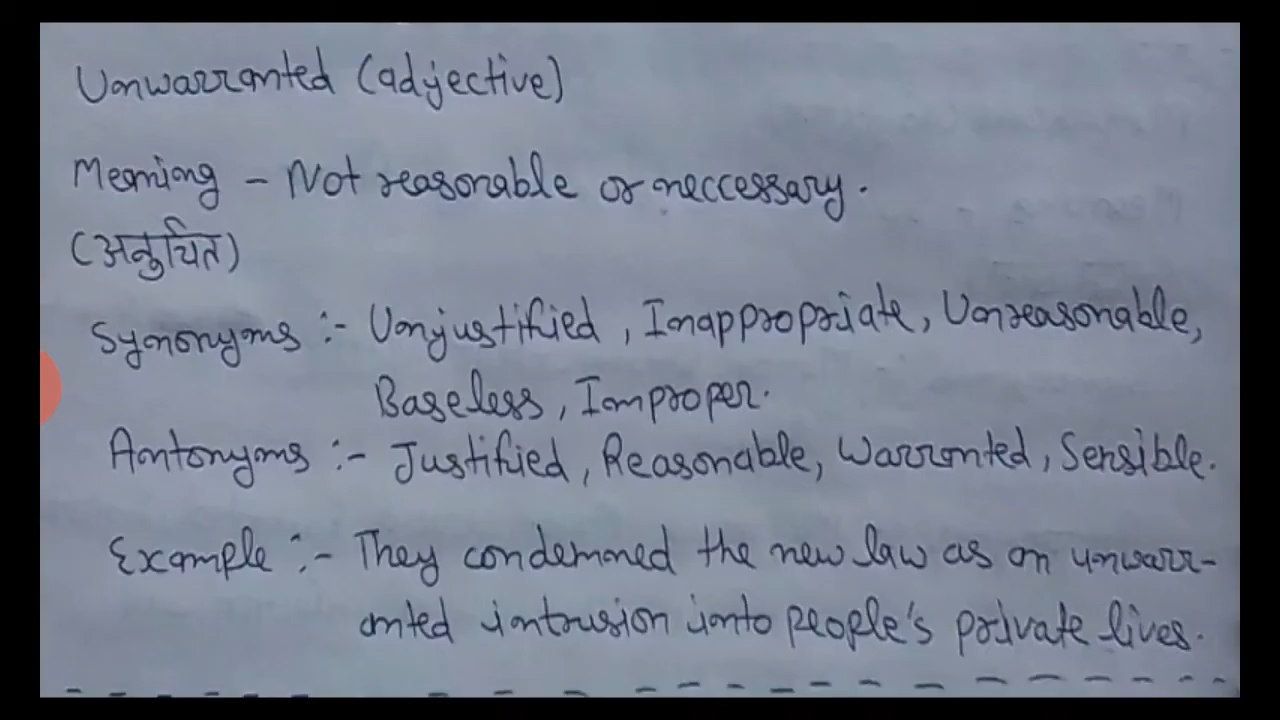 Unwarranted (adjective)
Meaning - Not reasonable or neccessary.
(अनुचित)
Synonyms :- Unjustified, Inappropriate, Unreasonable,
Baseless, Improper.
Antonyms :- Justified, Reasonable, Warranted, Sensible.
Example :- They condemned the new law as an unwarr-
anted intrusion into people's private lives.